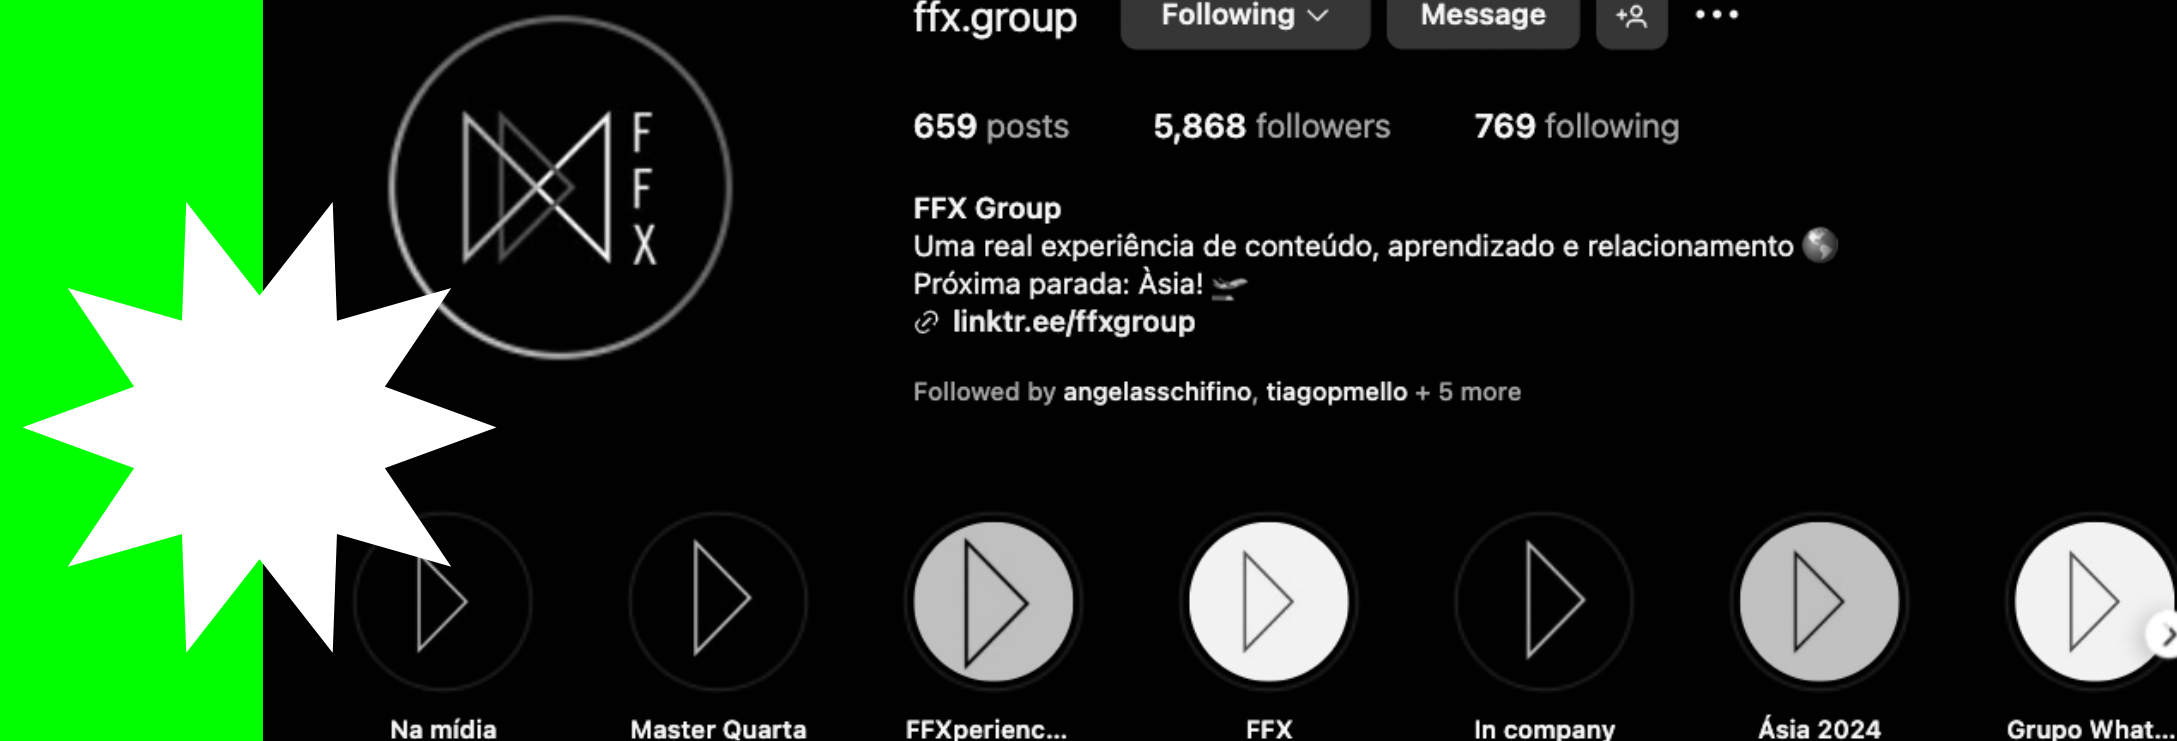 ffx.group Following Message
659 posts 5,868 followers 769 following
F
F
X
FFX Group
Uma real experiência de conteúdo, aprendizado e relacionamento
Próxima parada: Àsia!
linktr.ee/ffxgroup
Followed by angelasschifino, tiagopmello + 5 more
Na mídia Master Quarta FFXperienc... FFX In company Ásia 2024 Grupo What...